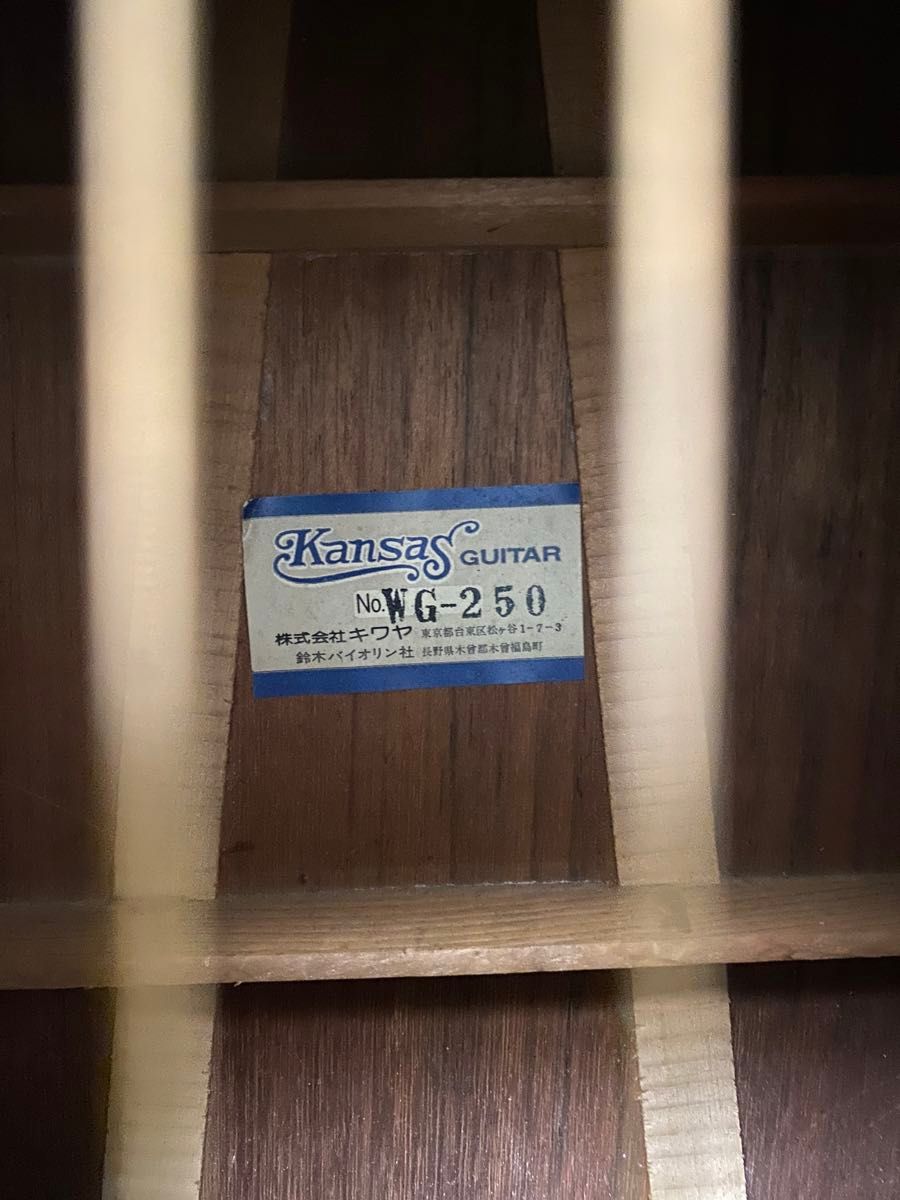 Kansas GUITAR
No. WG-250
株式会社キワヤ 東京都台東区松ヶ谷1-7-3
鈴木バイオリン社 長野県木曾郡木曾福島町